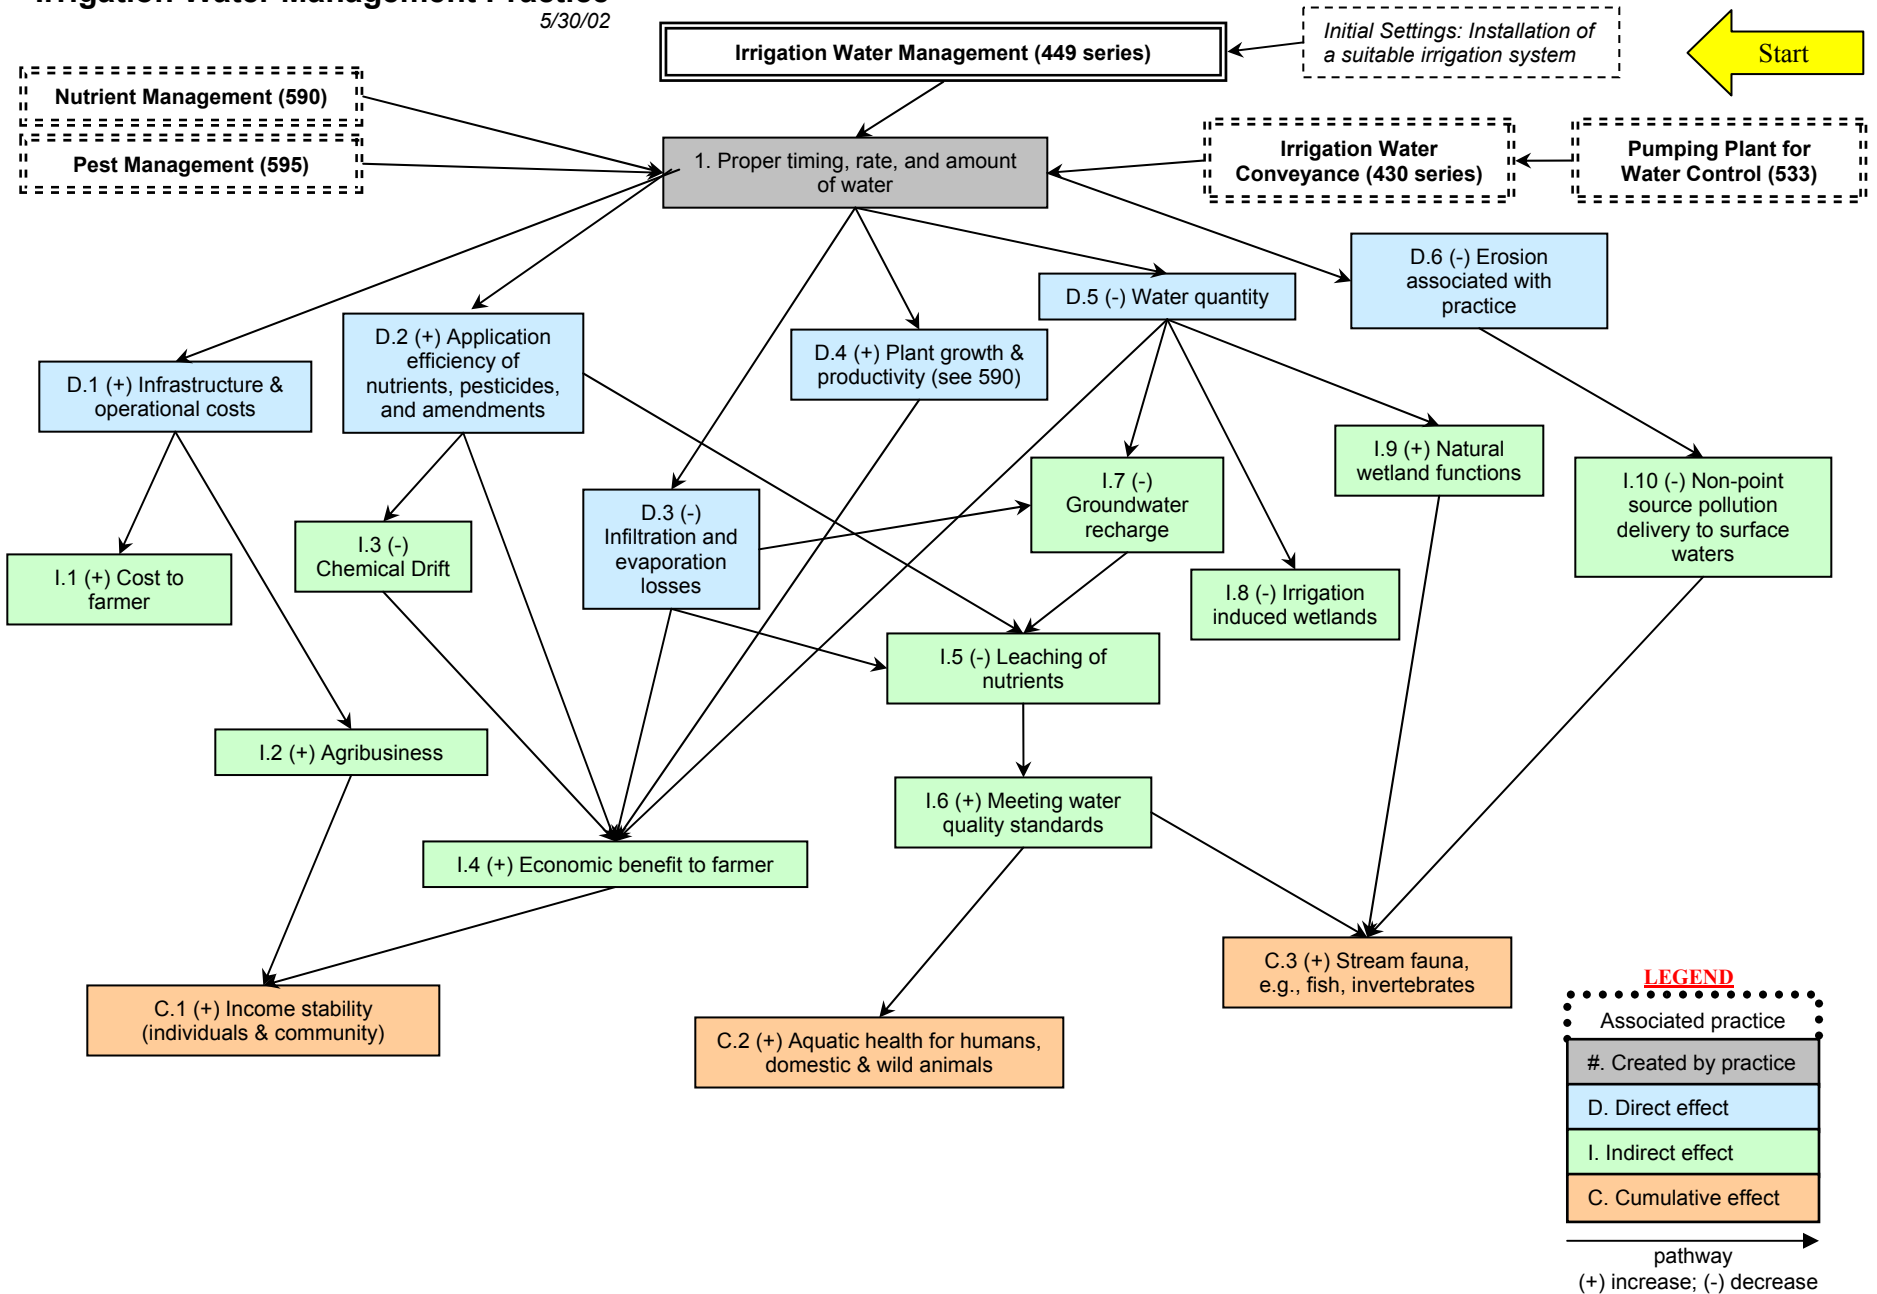 Irrigation Water Management Practice
5/30/02
Irrigation Water Management (449 series)
Initial Settings: Installation of
a suitable irrigation system
Start
Nutrient Management (590)
Pest Management (595)
1. Proper timing, rate, and amount
of water
Irrigation Water
Conveyance (430 series)
Pumping Plant for
Water Control (533)
D.1 (+) Infrastructure &
operational costs
D.2 (+) Application
efficiency of
nutrients, pesticides,
and amendments
D.3 (-)
Infiltration and
evaporation
losses
D.4 (+) Plant growth &
productivity (see 590)
D.5 (-) Water quantity
D.6 (-) Erosion
associated with
practice
I.1 (+) Cost to
farmer
I.2 (+) Agribusiness
I.3 (-)
Chemical Drift
I.4 (+) Economic benefit to farmer
I.5 (-) Leaching of
nutrients
I.6 (+) Meeting water
quality standards
I.7 (-)
Groundwater
recharge
I.8 (-) Irrigation
induced wetlands
I.9 (+) Natural
wetland functions
I.10 (-) Non-point
source pollution
delivery to surface
waters
C.1 (+) Income stability
(individuals & community)
C.2 (+) Aquatic health for humans,
domestic & wild animals
C.3 (+) Stream fauna,
e.g., fish, invertebrates
LEGEND
Associated practice
#. Created by practice
D. Direct effect
I. Indirect effect
C. Cumulative effect
pathway
(+) increase; (-) decrease